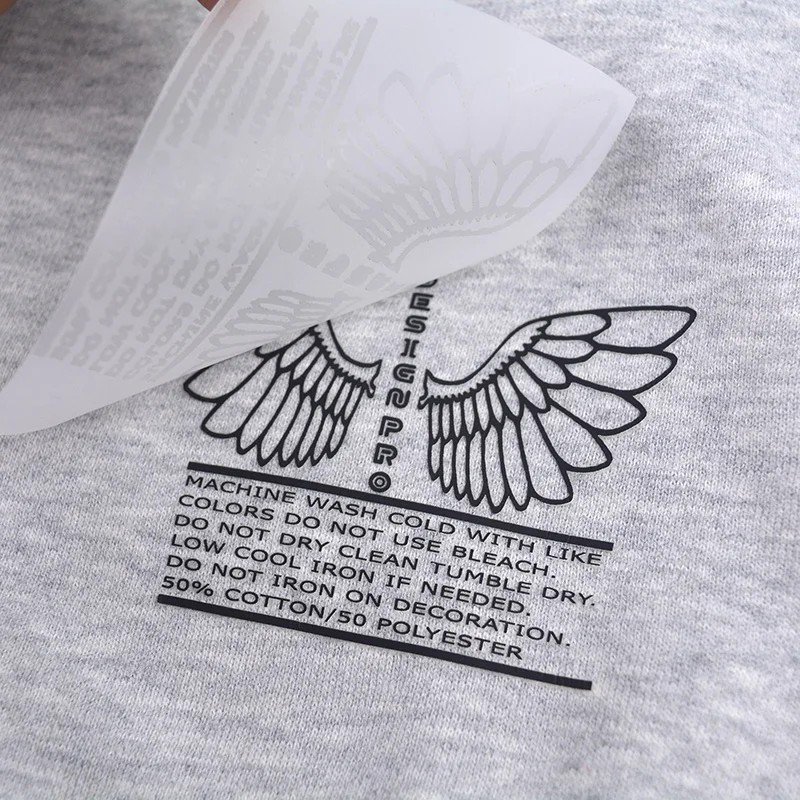 ESIGNPRO
MACHINE WASH COLD WITH LIKE
COLORS DO NOT USE BLEACH.
DO NOT DRY CLEAN TUMBLE DRY.
LOW COOL IRON IF NEEDED.
DO NOT IRON ON DECORATION.
50% COTTON/50 POLYESTER